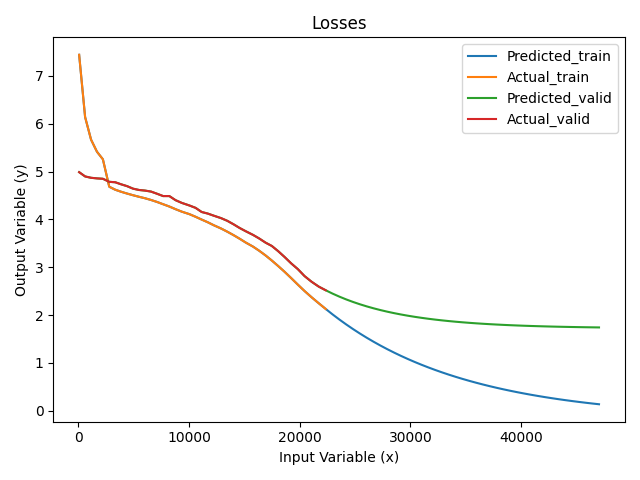 Losses
Output Variable (y)
7
6
5
4
3
2
1
0
Predicted_train
Actual_train
Predicted_valid
Actual_valid
0 10000 20000 30000 40000
Input Variable (x)